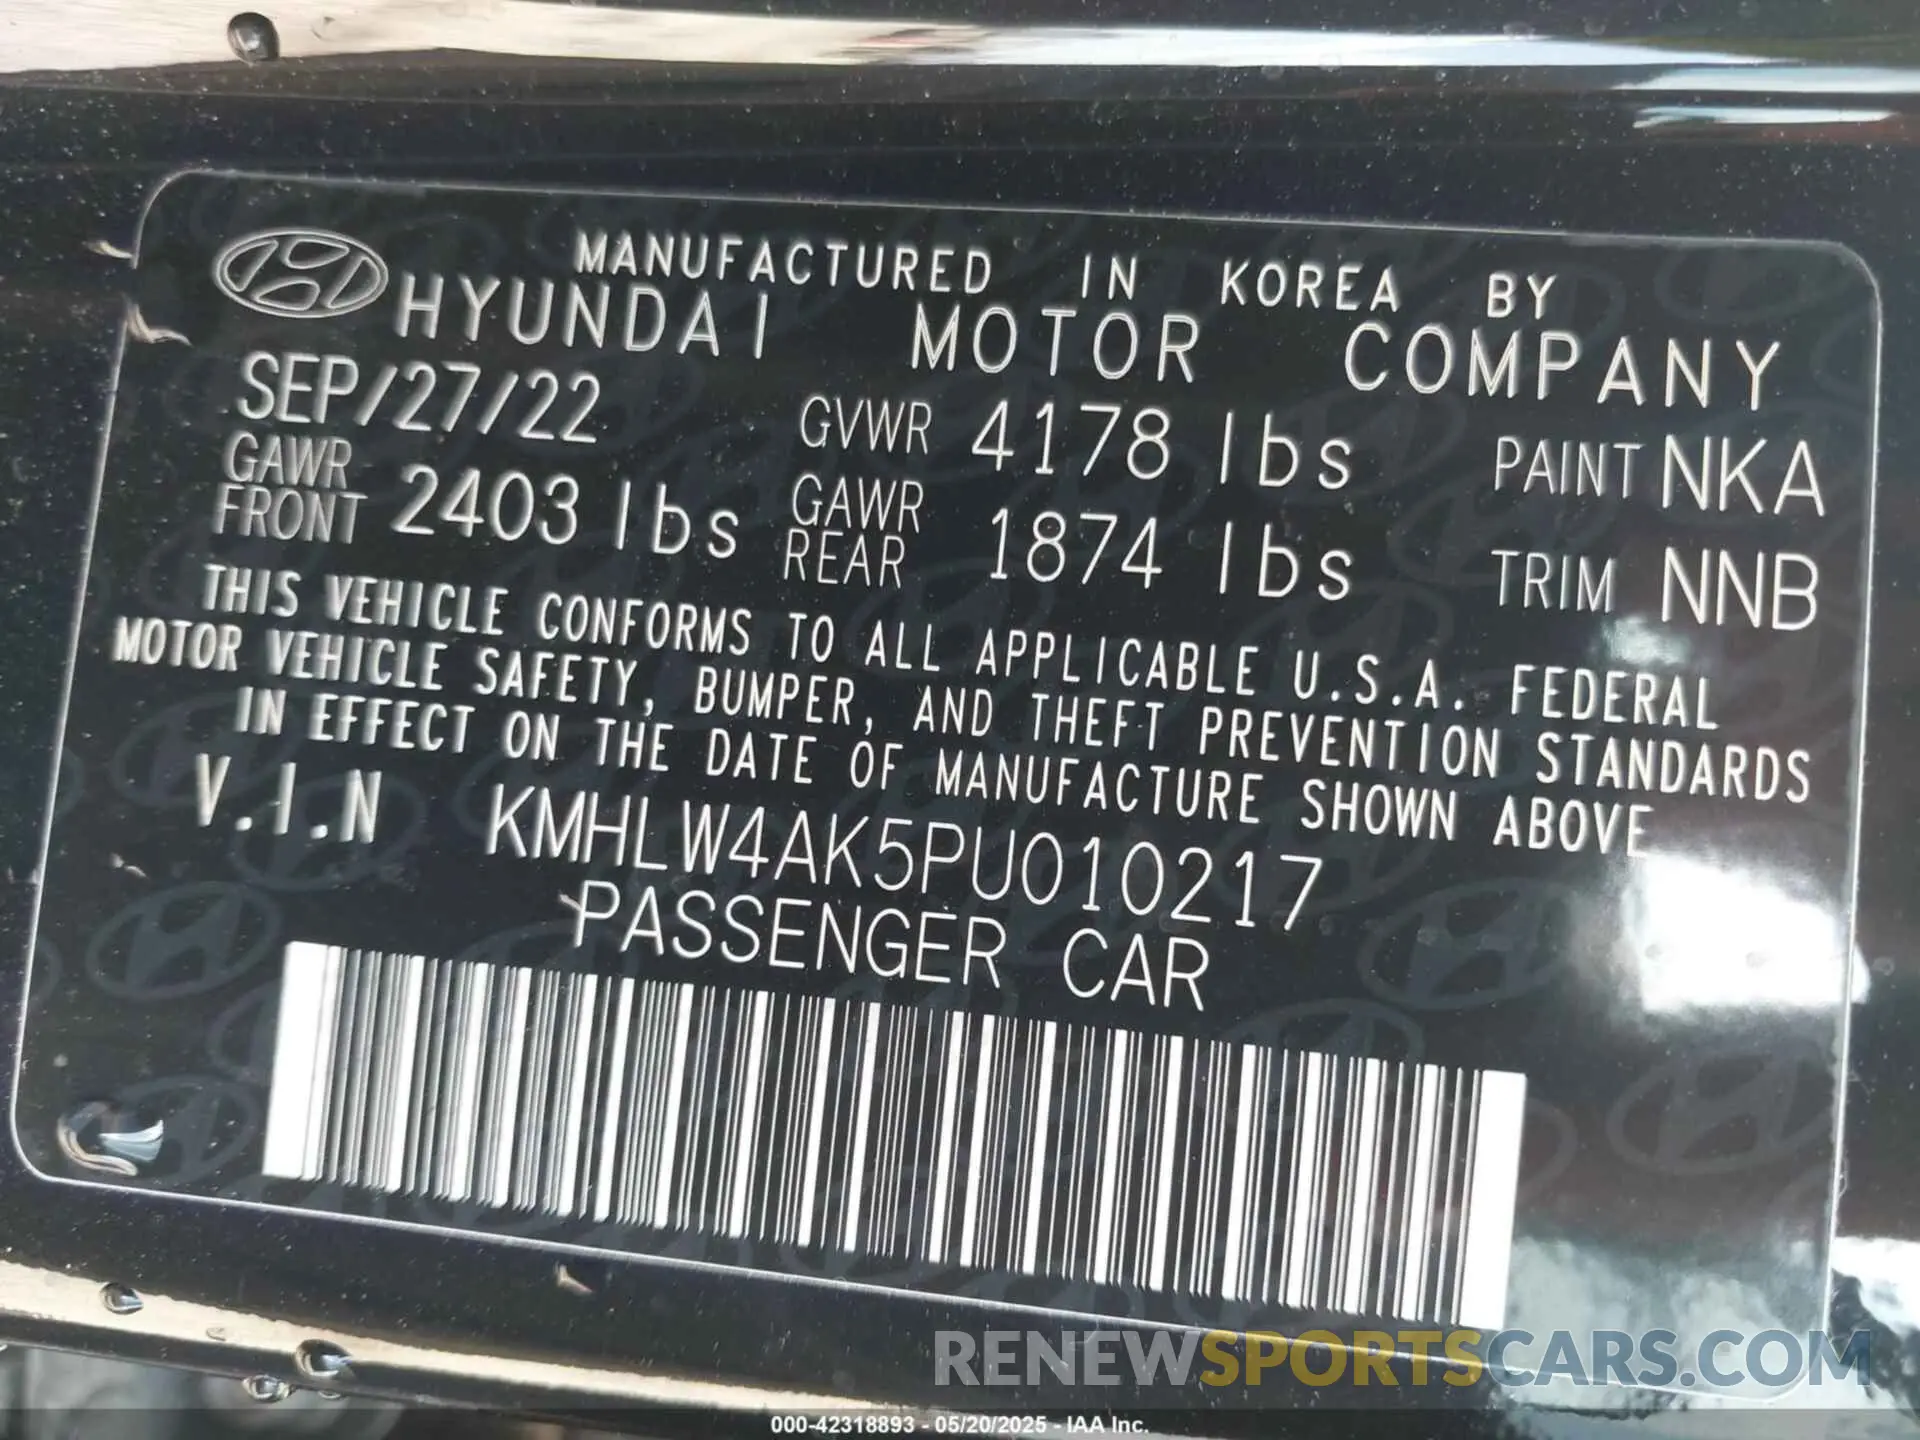 MANUFACTURED IN KOREA BY
HYUNDAI MOTOR COMPANY
SEP/27/22 GVWR 4178 lbs PAINT NKA
GAWR FRONT 2403 lbs GAWR REAR 1874 lbs TRIM NNB
THIS VEHICLE CONFORMS TO ALL APPLICABLE U.S.A. FEDERAL
MOTOR VEHICLE SAFETY, BUMPER, AND THEFT PREVENTION STANDARDS
IN EFFECT ON THE DATE OF MANUFACTURE SHOWN ABOVE
V.I.N KMHLW4AK5PU010217
PASSENGER CAR
RENEWSPORTSCARS.COM
000-42318893 - 05/20/2025 - IAA Inc.